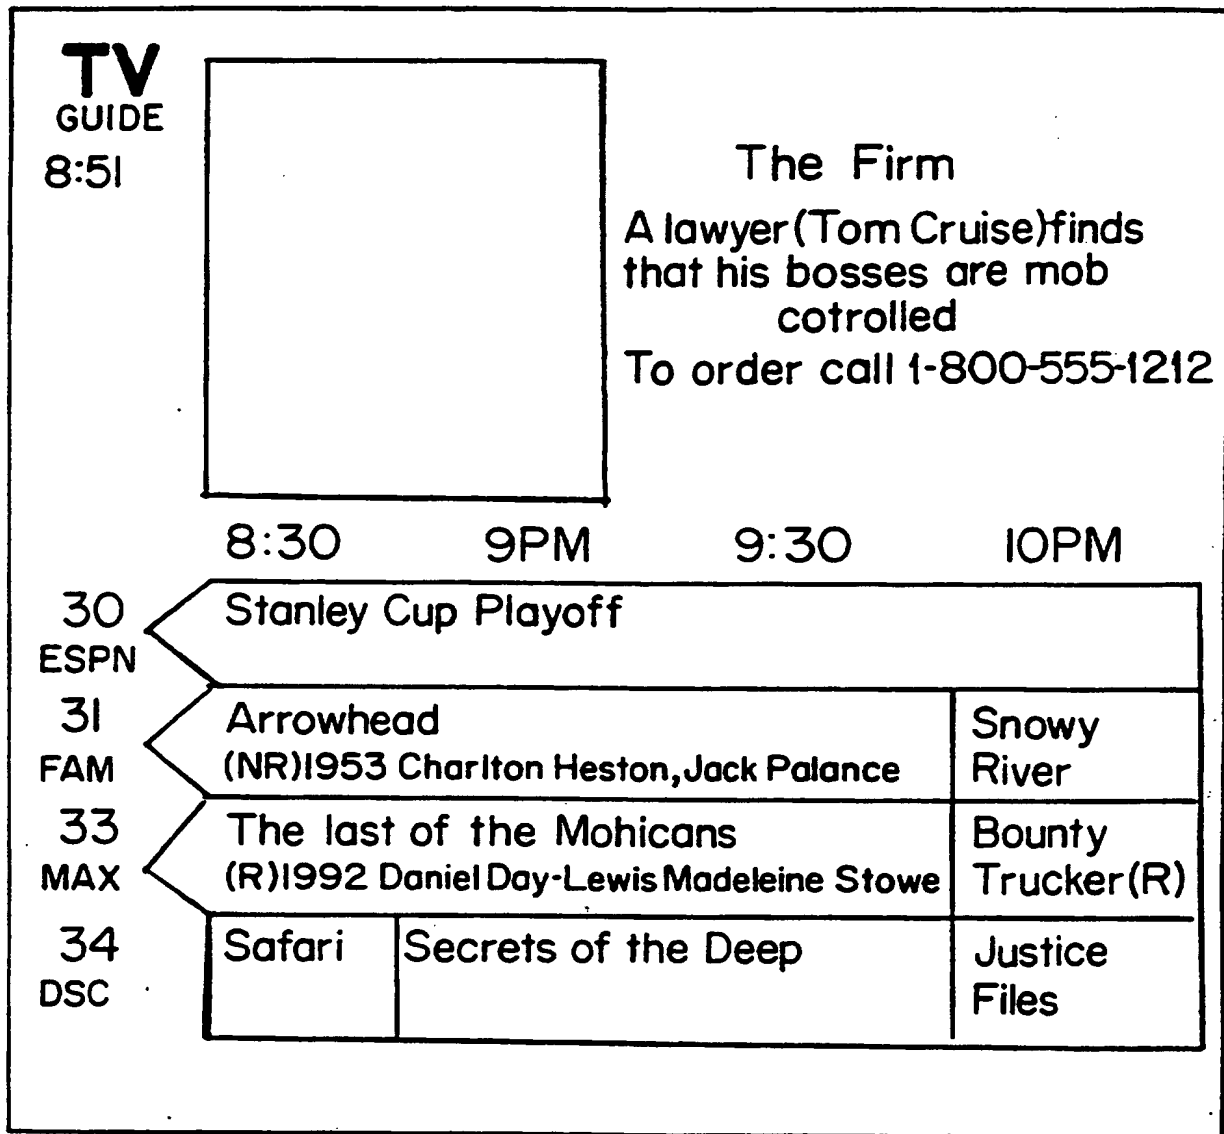 TV
GUIDE
8:51
The Firm
A lawyer (Tom Cruise) finds
that his bosses are mob
cotrolled
To order call 1-800-555-1212
8:30 9PM 9:30 10PM
30
ESPN
Stanley Cup Playoff
31
FAM
Arrowhead
(NR)1953 Charlton Heston, Jack Palance
Snowy
River
33
MAX
The last of the Mohicans
(R)1992 Daniel Day-Lewis Madeleine Stowe
Bounty
Trucker(R)
34
DSC
Safari
Secrets of the Deep
Justice
Files